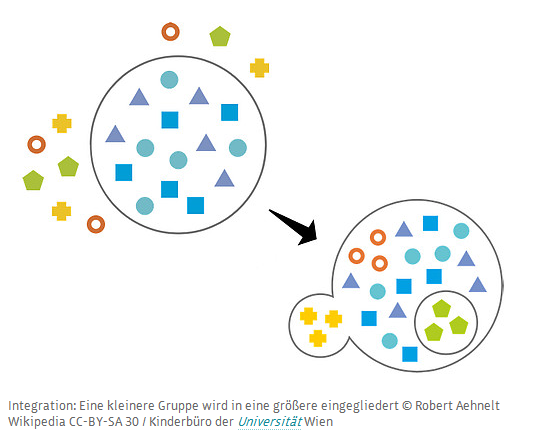 Integration: Eine kleinere Gruppe wird in eine größere eingegliedert © Robert Aehnelt
Wikipedia CC-BY-SA 30 / Kinderbüro der Universität Wien